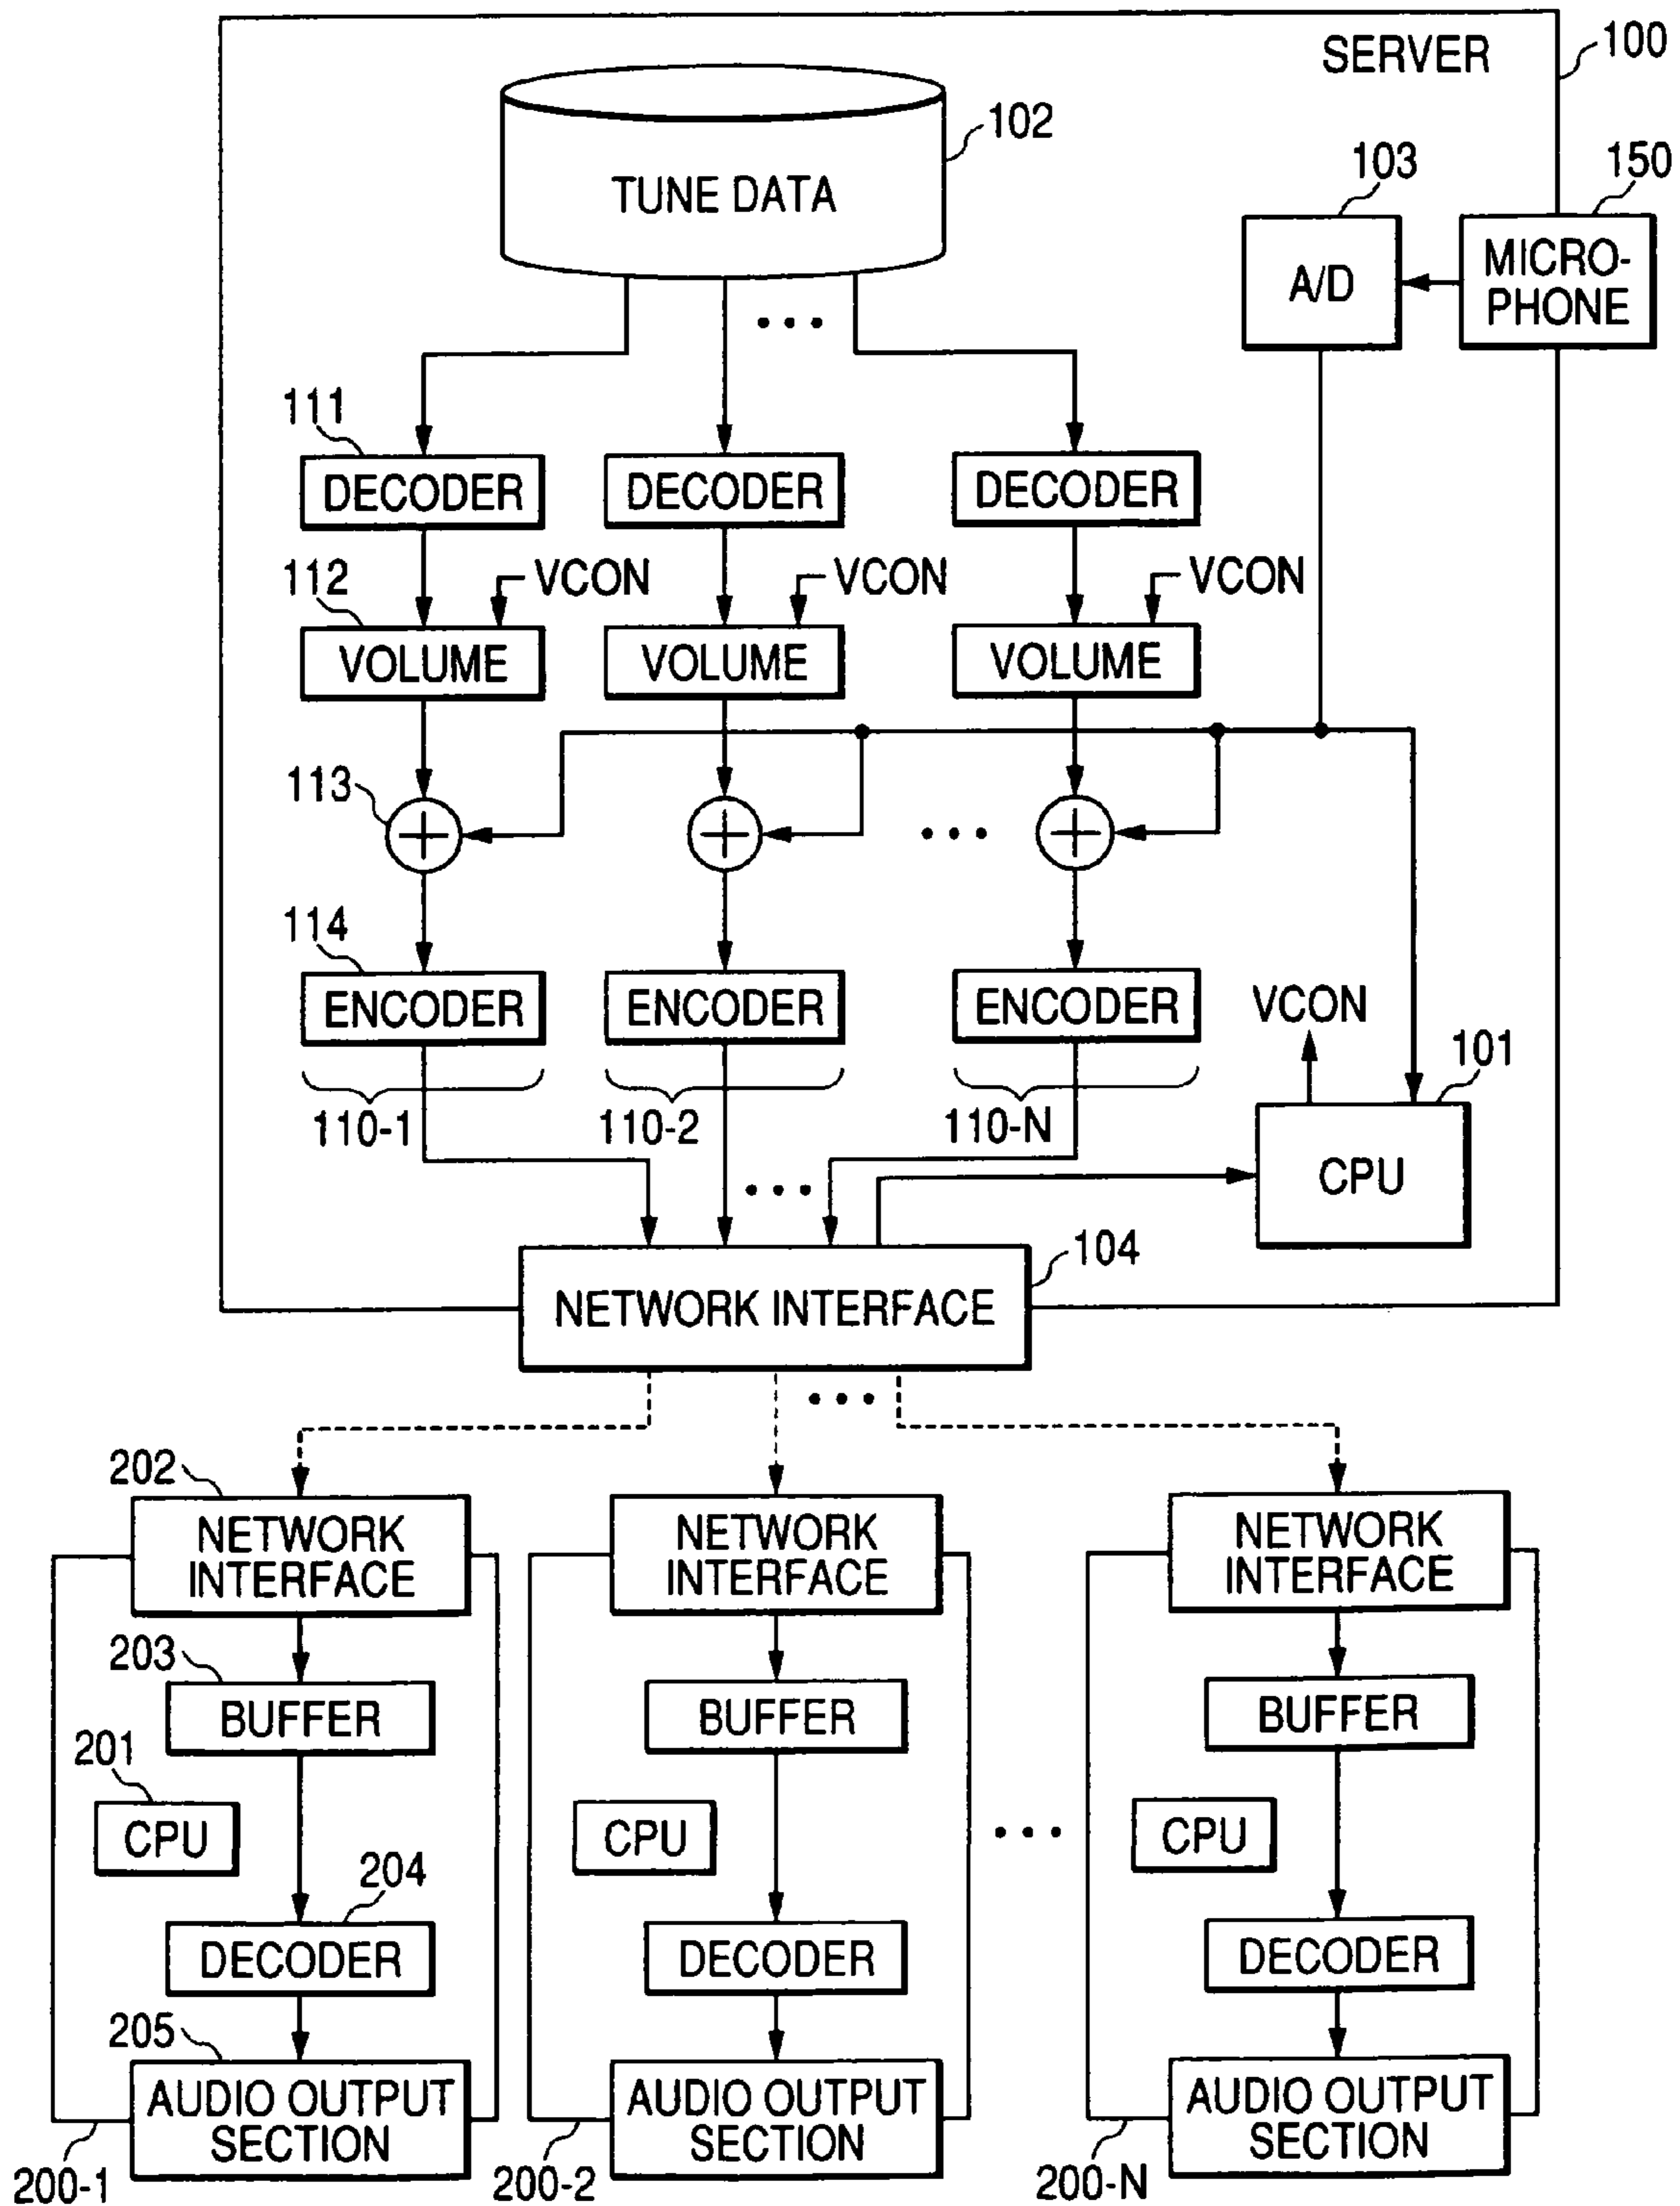 SERVER
100
102
TUNE DATA
103
150
A/D
MICRO-
PHONE
111
DECODER
DECODER
DECODER
112
VCON
VCON
VCON
VOLUME
VOLUME
VOLUME
113
114
ENCODER
ENCODER
ENCODER
VCON
101
110-1
110-2
110-N
CPU
104
NETWORK INTERFACE
202
NETWORK
INTERFACE
NETWORK
INTERFACE
NETWORK
INTERFACE
203
BUFFER
BUFFER
BUFFER
201
CPU
CPU
CPU
204
DECODER
DECODER
DECODER
205
AUDIO OUTPUT
SECTION
AUDIO OUTPUT
SECTION
AUDIO OUTPUT
SECTION
200-1
200-2
200-N